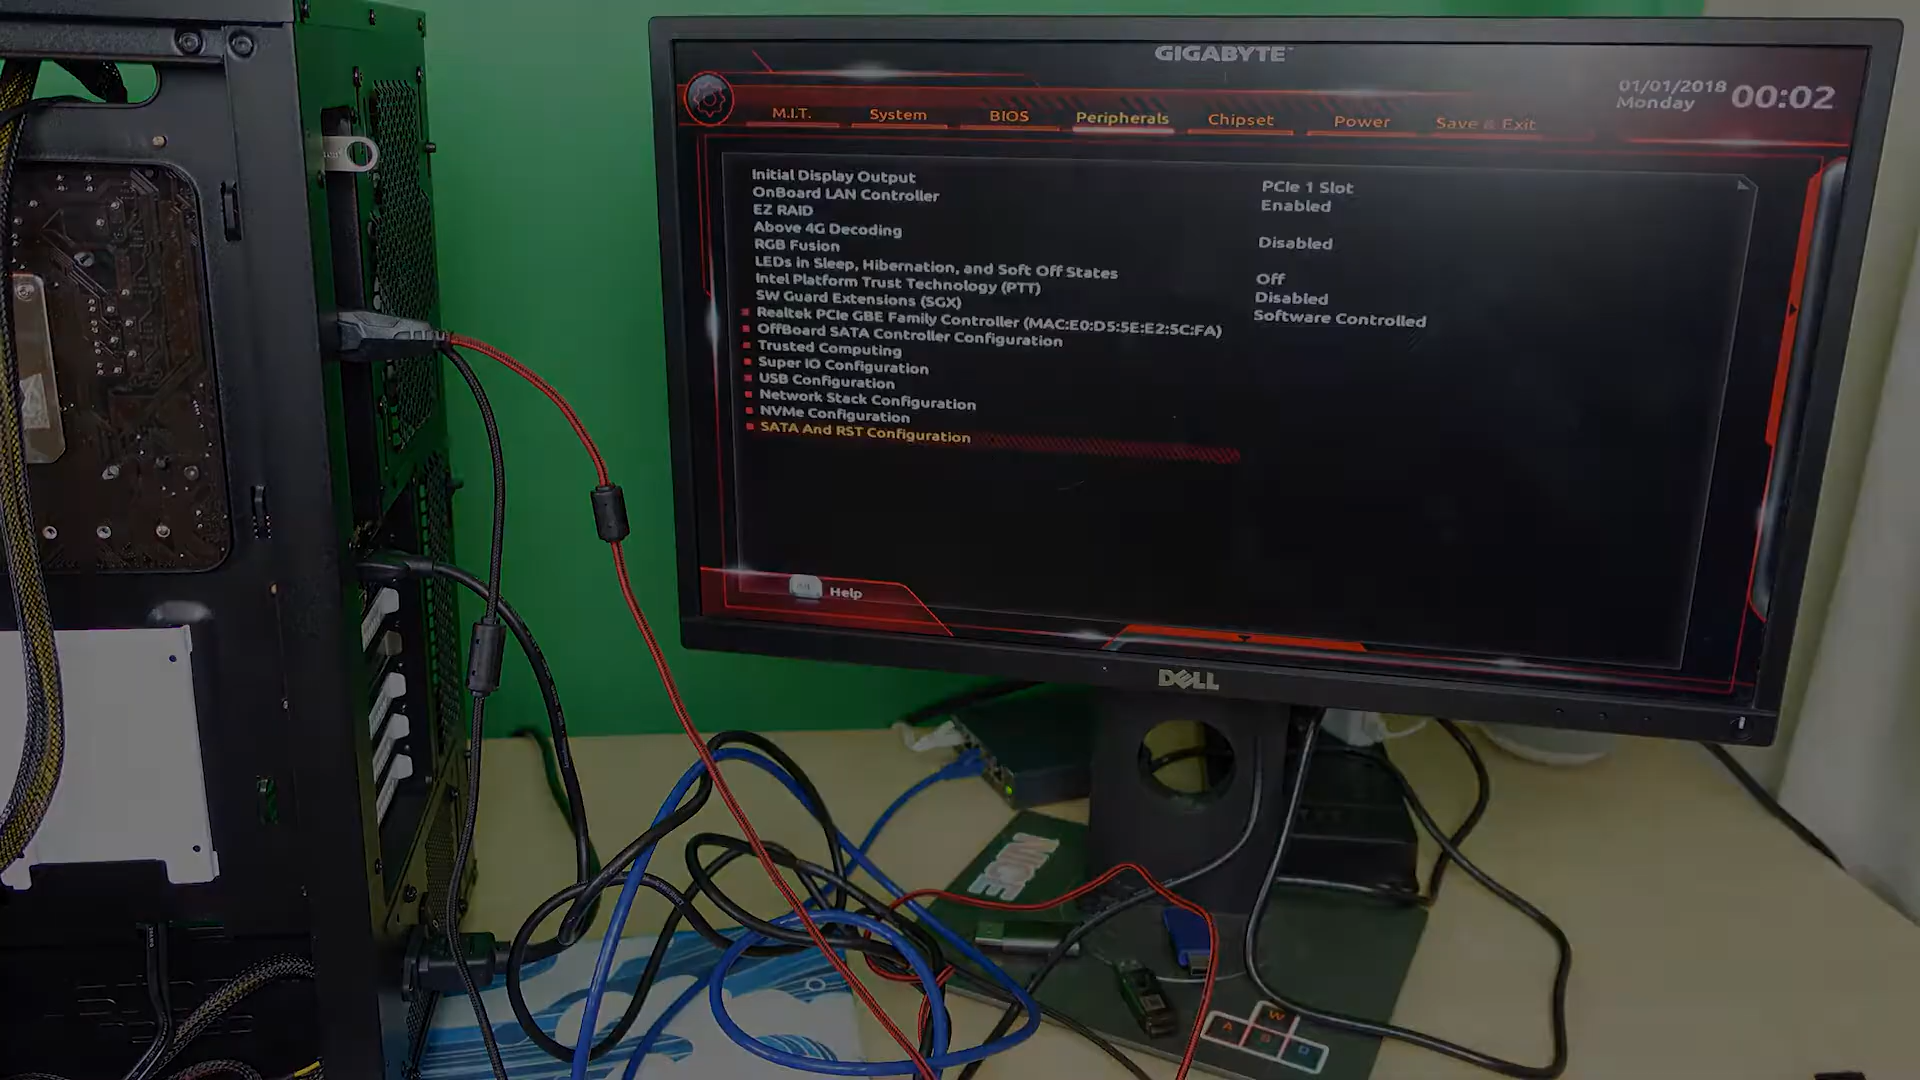 GIGABYTE
01/01/2018
Monday
00:02
M.I.T. System BIOS Peripherals Chipset Power Save & Exit
Initial Display Output PCIe 1 Slot
OnBoard LAN Controller Enabled
EZ RAID
Above 4G Decoding Disabled
RGB Fusion
LEDs in Sleep, Hibernation, and Soft Off States Off
Intel Platform Trust Technology (PTT) Disabled
SW Guard Extensions (SGX) Software Controlled
Realtek PCIe GBE Family Controller (MAC:E0:D5:5E:E2:5C:FA)
OffBoard SATA Controller Configuration
Trusted Computing
Super IO Configuration
USB Configuration
Network Stack Configuration
NVMe Configuration
SATA And RST Configuration
Help
DELL
NICE
W
A S D